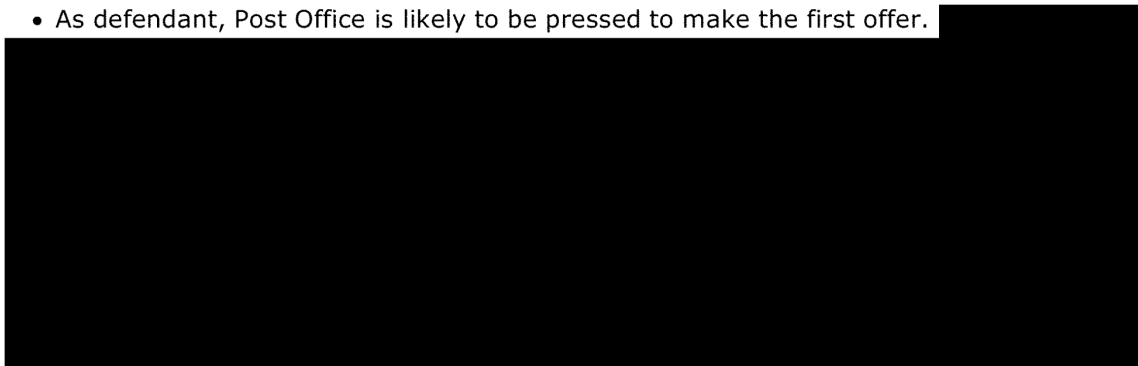 • As defendant, Post Office is likely to be pressed to make the first offer.